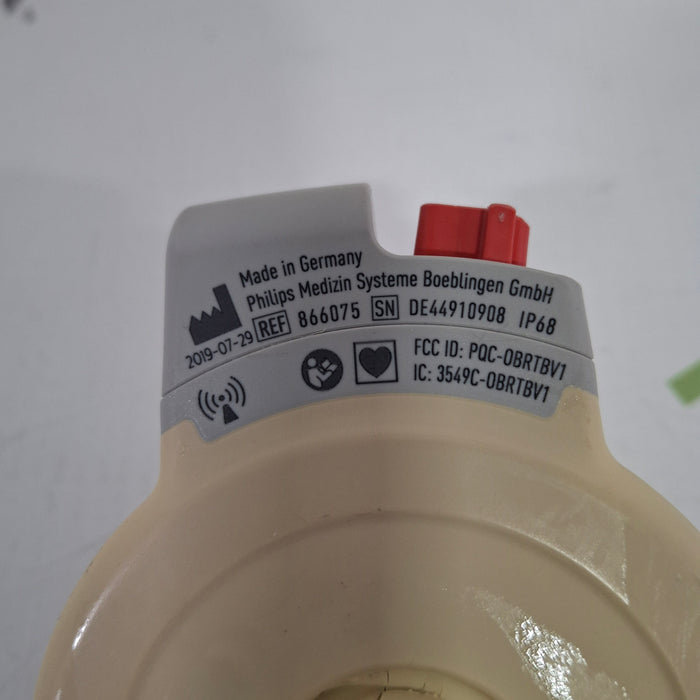 Made in Germany
Philips Medizin Systeme Boeblingen GmbH
2019-07-29 REF 866075 SN DE44910908 IP68
FCC ID: PQC-OBRTBV1
IC: 3549C-OBRTBV1